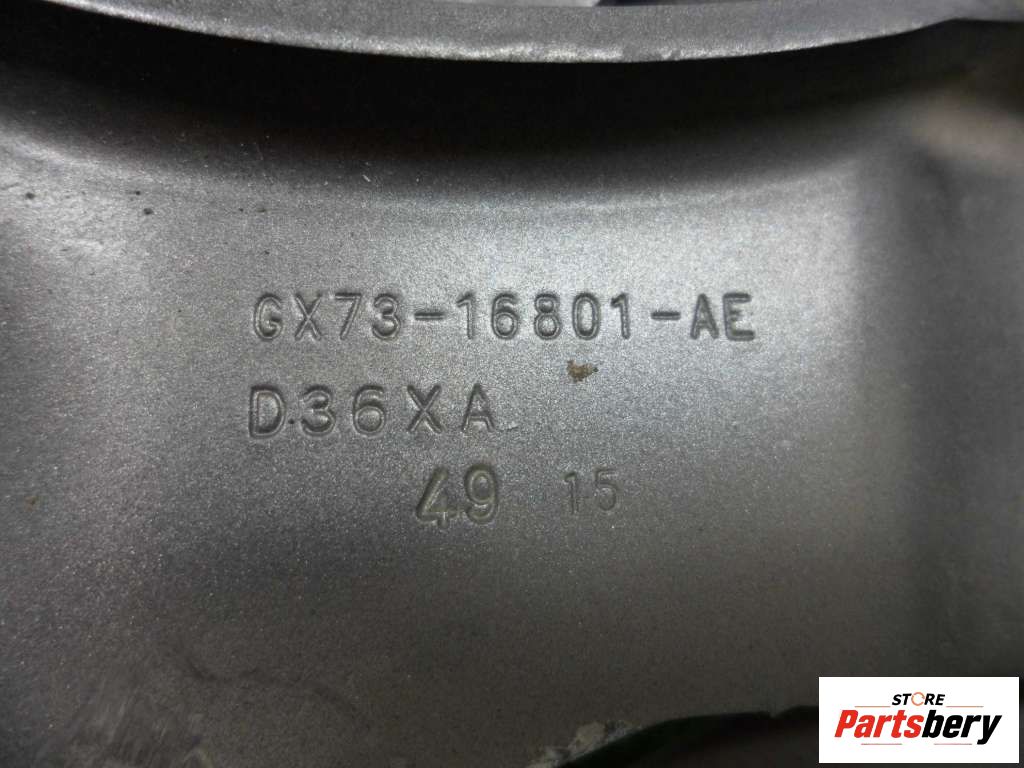 GX73-16801-AE
D36XA
49 15
STORE
Partsbery